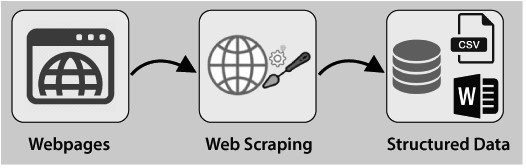 CSV
W
Webpages
Web Scraping
Structured Data